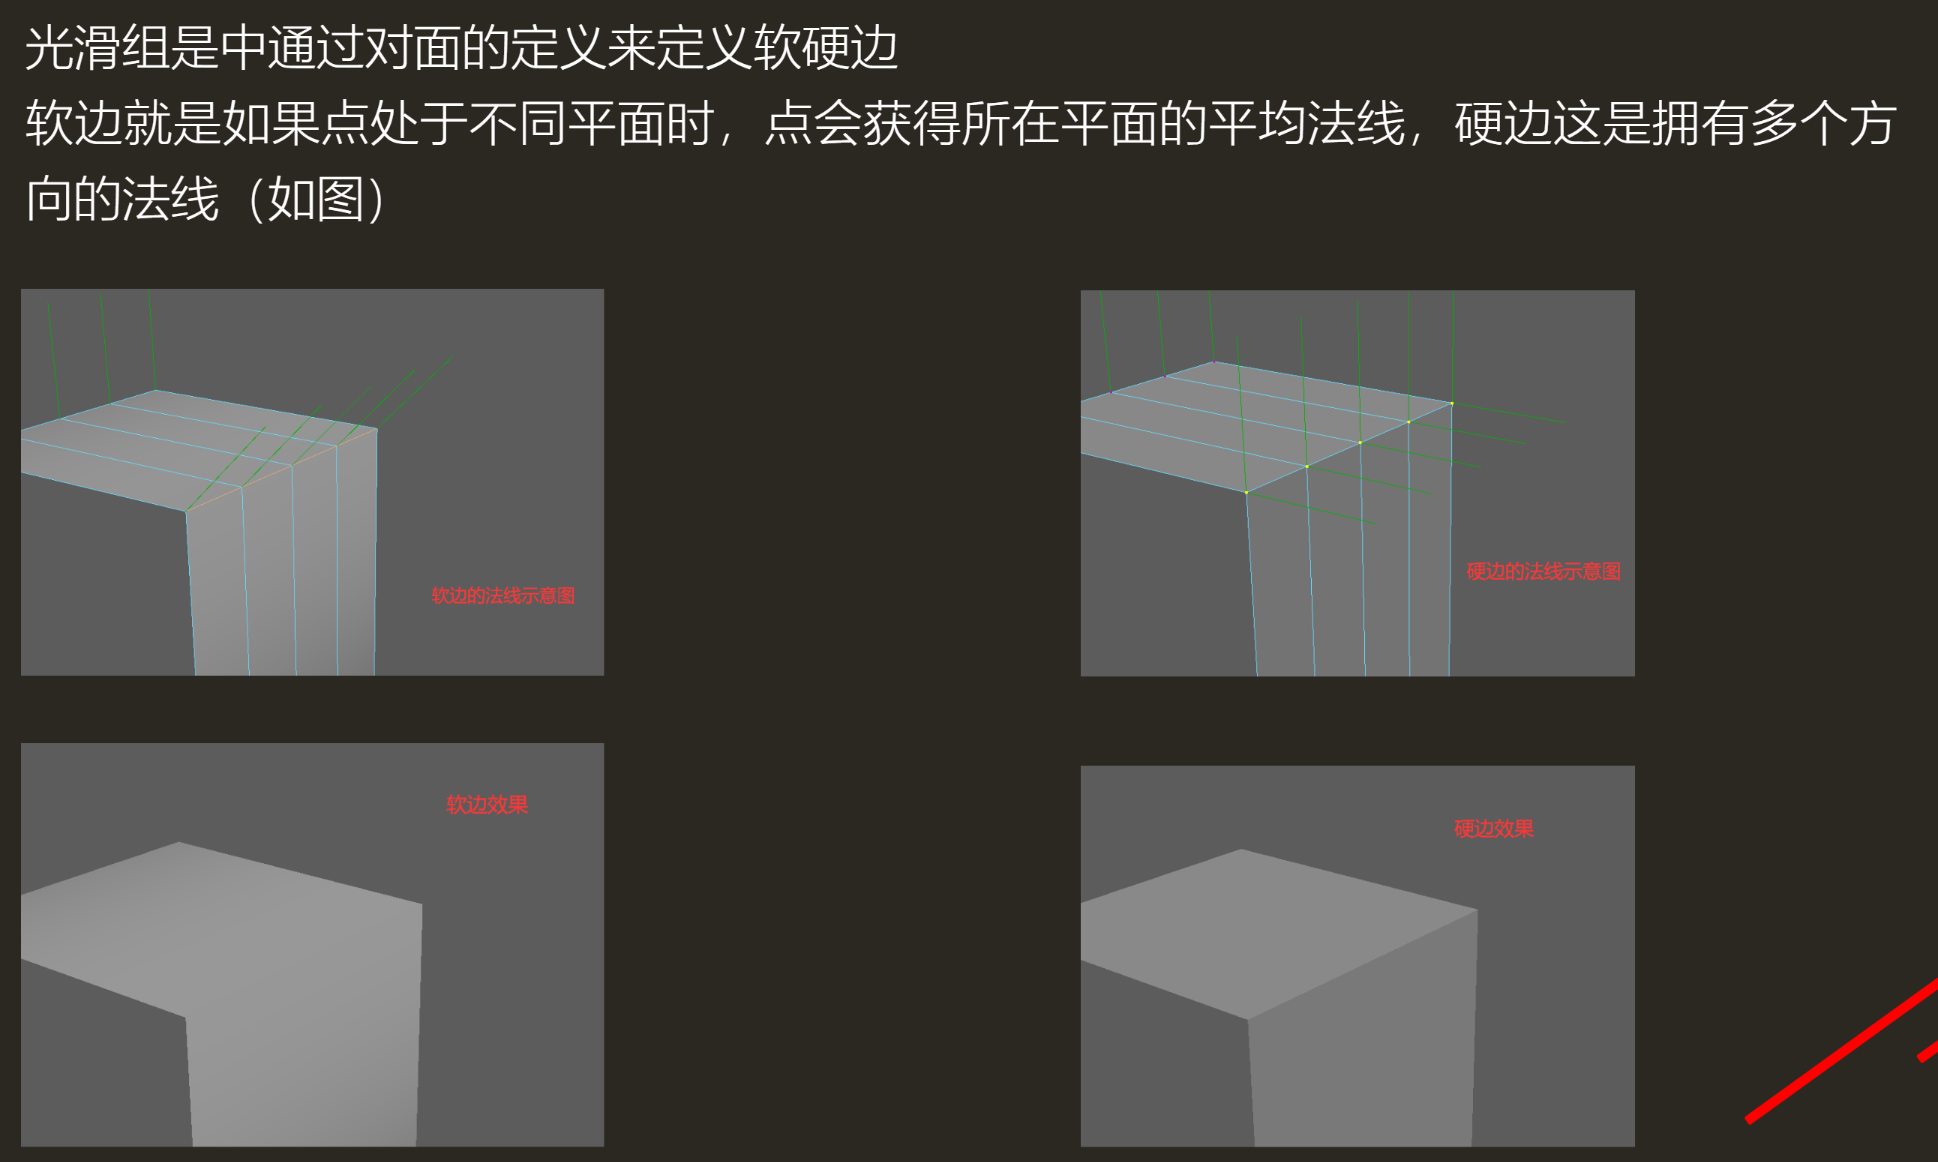 光滑组是中通过对面的定义来定义软硬边
软边就是如果点处于不同平面时，点会获得所在平面的平均法线，硬边这是拥有多个方
向的法线（如图）
软边的法线示意图
硬边的法线示意图
软边效果
硬边效果